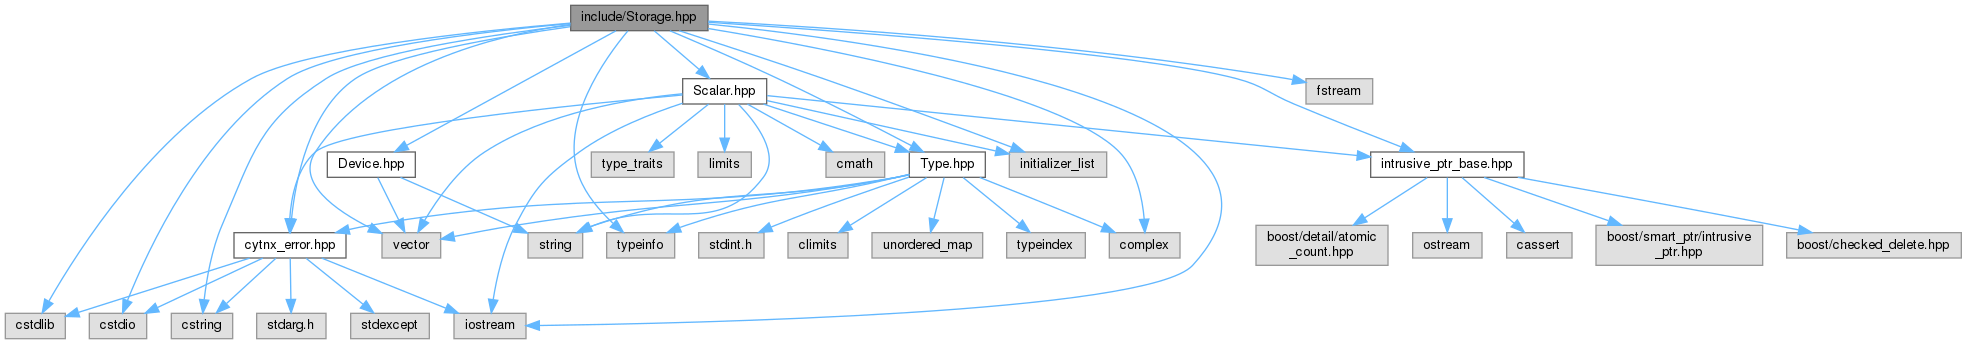 include/Storage.hpp
Scalar.hpp
fstream
Device.hpp
type_traits
limits
cmath
Type.hpp
initializer_list
intrusive_ptr_base.hpp
cytnx_error.hpp
vector
string
typeinfo
stdint.h
climits
unordered_map
typeindex
complex
boost/detail/atomic
_count.hpp
ostream
cassert
boost/smart_ptr/intrusive
_ptr.hpp
boost/checked_delete.hpp
cstdlib
cstdio
cstring
stdarg.h
stdexcept
iostream